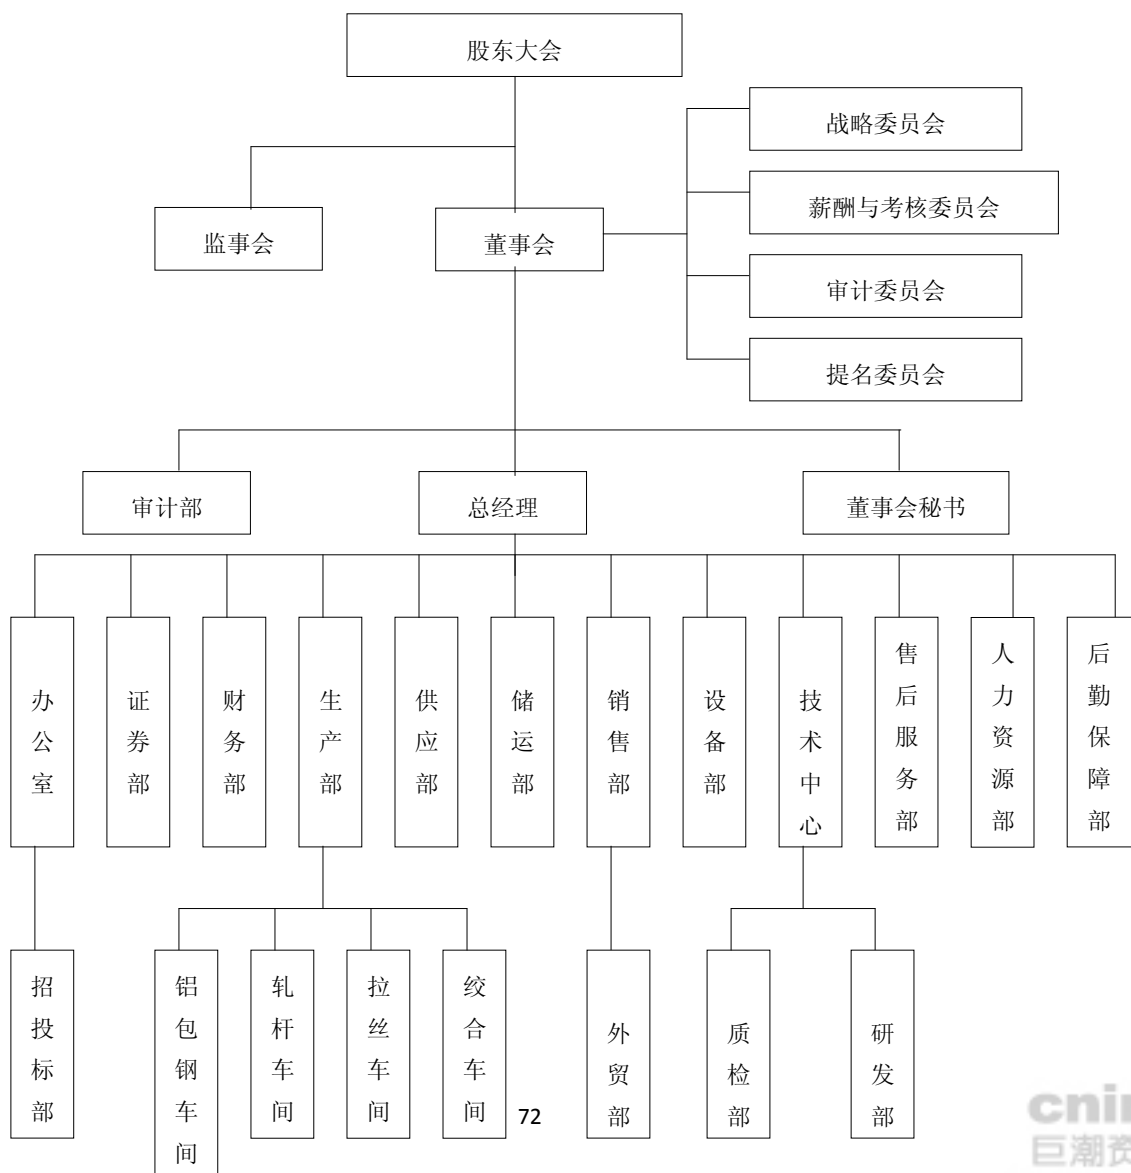 股东大会
战略委员会
薪酬与考核委员会
监事会
董事会
审计委员会
提名委员会
审计部
总经理
董事会秘书
办公室
证券部
财务部
生产部
供应部
储运部
销售部
设备部
技术中心
售后服务部
人力资源部
后勤保障部
招投标部
铝包钢车间
轧杆车间
拉丝车间
绞合车间
外贸部
质检部
研发部
72
cnin
巨潮资